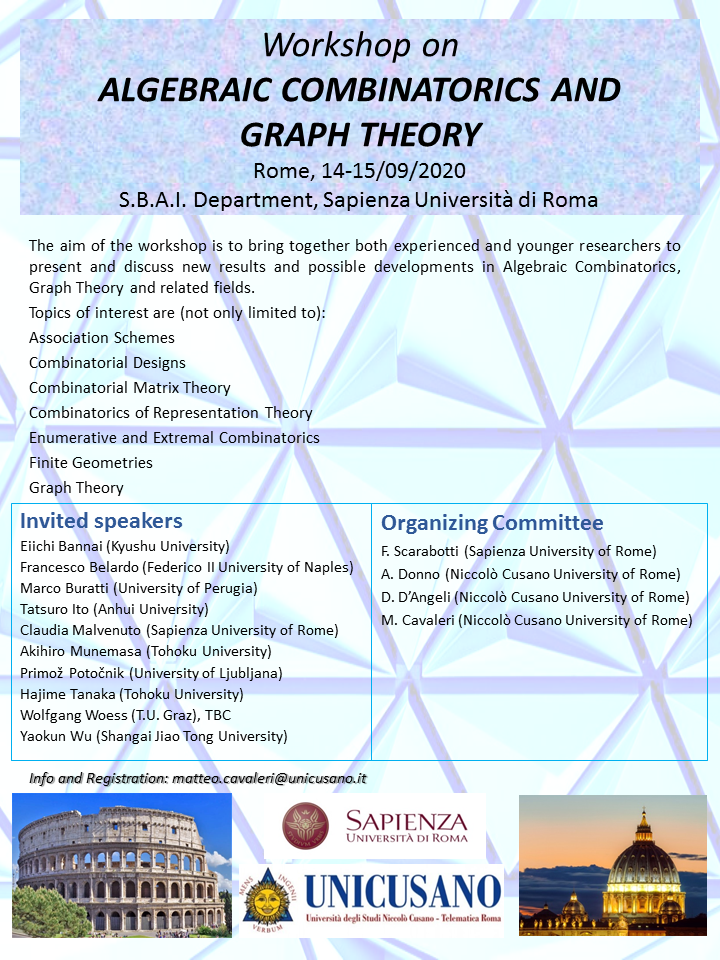 Workshop on
ALGEBRAIC COMBINATORICS AND
GRAPH THEORY
Rome, 14-15/09/2020
S.B.A.I. Department, Sapienza Università di Roma
The aim of the workshop is to bring together both experienced and younger researchers to
present and discuss new results and possible developments in Algebraic Combinatorics,
Graph Theory and related fields.
Topics of interest are (not only limited to):
Association Schemes
Combinatorial Designs
Combinatorial Matrix Theory
Combinatorics of Representation Theory
Enumerative and Extremal Combinatorics
Finite Geometries
Graph Theory
Invited speakers
Eiichi Bannai (Kyushu University)
Francesco Belardo (Federico II University of Naples)
Marco Buratti (University of Perugia)
Tatsuro Ito (Anhui University)
Claudia Malvenuto (Sapienza University of Rome)
Akihiro Munemasa (Tohoku University)
Primož Potočnik (University of Ljubljana)
Hajime Tanaka (Tohoku University)
Wolfgang Woess (T.U. Graz), TBC
Yaokun Wu (Shangai Jiao Tong University)
Organizing Committee
F. Scarabotti (Sapienza University of Rome)
A. Donno (Niccolò Cusano University of Rome)
D. D'Angeli (Niccolò Cusano University of Rome)
M. Cavaleri (Niccolò Cusano University of Rome)
Info and Registration: matteo.cavaleri@unicusano.it
SAPIENZA
UNIVERSITÀ DI ROMA
MENS INGENII VERBUM
UNICUSANO
Università degli Studi Niccolò Cusano - Telematica Roma